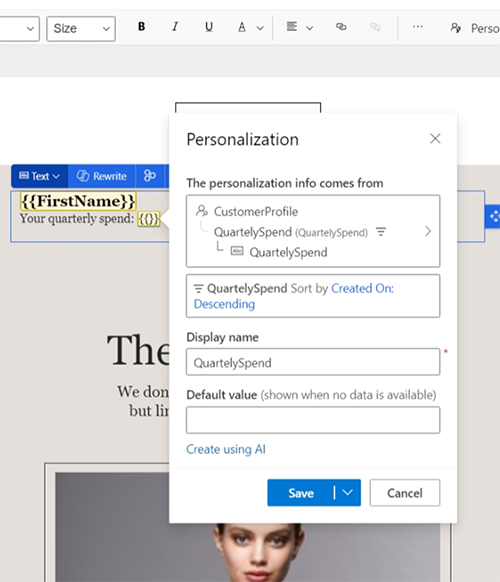 Size B I U A ··· Perso
Personalization
The personalization info comes from
CustomerProfile
QuartelySpend (QuartelySpend)
Abc QuartelySpend
QuartelySpend Sort by Created On:
Descending
Display name
QuartelySpend *
Default value (shown when no data is available)
Create using AI
Save Cancel
Text Rewrite
{{FirstName}}
Your quarterly spend: {{}}
The
We don
but lin